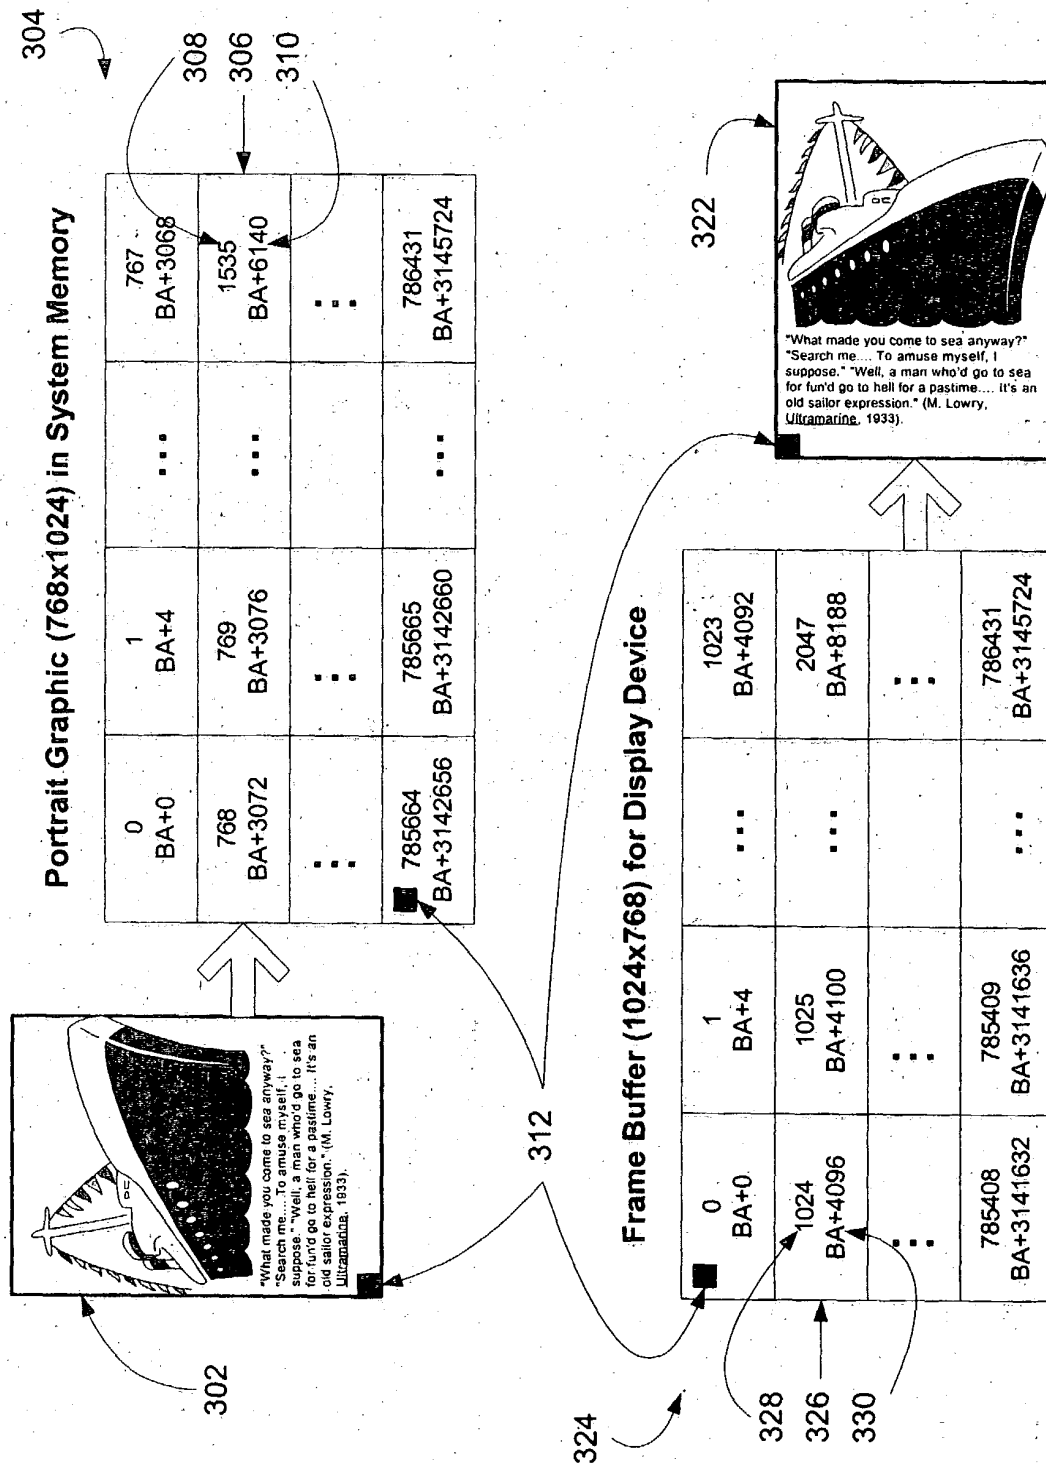 304
308
306
310
Portrait Graphic (768x1024) in System Memory
0
BA+0
1
BA+4
...
767
BA+3068
768
BA+3072
769
BA+3076
...
1535
BA+6140
...
...
...
785664
BA+3142656
785665
BA+3142660
...
786431
BA+3145724
302
"What made you come to sea anyway?"
"Search me.... To amuse myself, I
suppose." "Well, a man who'd go to sea
for fun'd go to hell for a pastime.... It's an
old sailor expression." (M. Lowry,
Ultramarine, 1933).
312
322
"What made you come to sea anyway?"
"Search me.... To amuse myself, I
suppose." "Well, a man who'd go to sea
for fun'd go to hell for a pastime.... It's an
old sailor expression." (M. Lowry,
Ultramarine, 1933).
Frame Buffer (1024x768) for Display Device
324
0
BA+0
1
BA+4
...
1023
BA+4092
1024
BA+4096
1025
BA+4100
...
2047
BA+8188
...
...
...
785408
BA+3141632
785409
BA+3141636
...
786431
BA+3145724
328
326
330